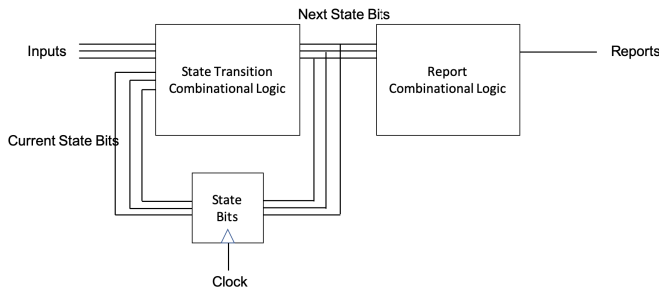 Next State Bits
Inputs
State Transition
Combinational Logic
Report
Combinational Logic
Reports
Current State Bits
State
Bits
Clock